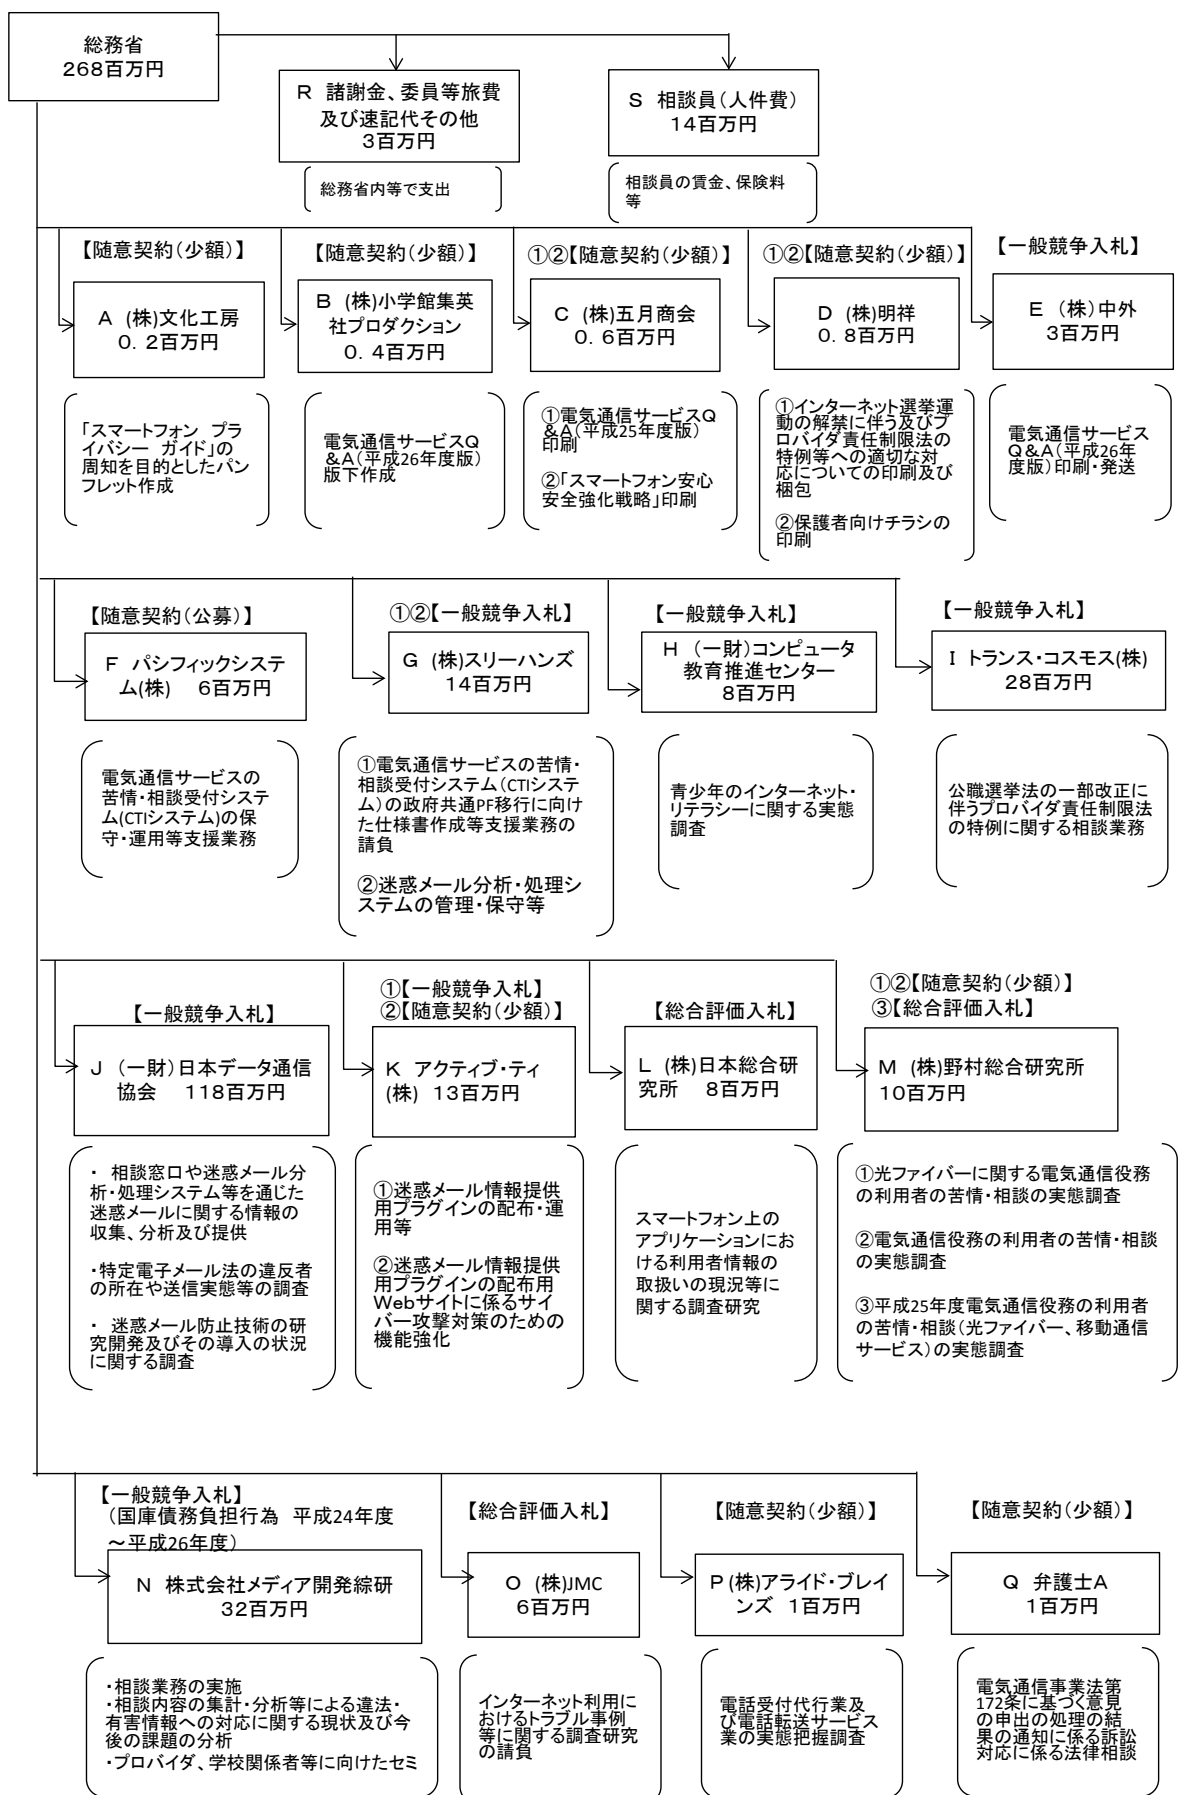 総務省
268百万円
R 諸謝金、委員等旅費
及び速記代その他
3百万円
総務省内等で支出
S 相談員（人件費）
14百万円
相談員の賃金、保険料
等
【随意契約（少額）】
A (株)文化工房
0．2百万円
「スマートフォン プラ
イバシー ガイド」の
周知を目的としたパン
フレット作成
【随意契約（少額）】
B (株)小学館集英
社プロダクション
0．4百万円
電気通信サービスQ
&A（平成26年度版）
版下作成
①②【随意契約（少額）】
C (株)五月商会
0．6百万円
①電気通信サービスQ
&A（平成25年度版）
印刷
②「スマートフォン安心
安全強化戦略」印刷
①②【随意契約（少額）】
D (株)明祥
0．8百万円
①インターネット選挙運
動の解禁に伴う及びプ
ロバイダ責任制限法の
特例等への適切な対
応についての印刷及び
梱包
②保護者向けチラシの
印刷
【一般競争入札】
E （株）中外
3百万円
電気通信サービス
Q&A（平成26年
度版）印刷・発送
【随意契約（公募）】
F パシフィックシステ
ム(株) 6百万円
電気通信サービスの
苦情・相談受付システ
ム(CTIシステム)の保
守・運用等支援業務
①②【一般競争入札】
G (株)スリーハンズ
14百万円
①電気通信サービスの苦情・
相談受付システム（CTIシステ
ム）の政府共通PF移行に向け
た仕様書作成等支援業務の
請負
②迷惑メール分析・処理シ
ステムの管理・保守等
【一般競争入札】
H （一財）コンピュータ
教育推進センター
8百万円
青少年のインターネット・
リテラシーに関する実態
調査
【一般競争入札】
I トランス・コスモス(株)
28百万円
公職選挙法の一部改正に
伴うプロバイダ責任制限法
の特例に関する相談業務
【一般競争入札】
J （一財）日本データ通信
協会 118百万円
・ 相談窓口や迷惑メール分
析・処理システム等を通じた
迷惑メールに関する情報の
収集、分析及び提供
・特定電子メール法の違反者
の所在や送信実態等の調査
・ 迷惑メール防止技術の研
究開発及びその導入の状況
に関する調査
①【一般競争入札】
②【随意契約（少額）】
K アクティブ・ティ
(株) 13百万円
①迷惑メール情報提供
用プラグインの配布・運
用等
②迷惑メール情報提供
用プラグインの配布用
Webサイトに係るサイ
バー攻撃対策のための
機能強化
【総合評価入札】
L (株)日本総合研
究所 8百万円
スマートフォン上の
アプリケーションにお
ける利用者情報の
取扱いの現況等に
関する調査研究
①②【随意契約（少額）】
③【総合評価入札】
M (株)野村総合研究所
10百万円
①光ファイバーに関する電気通信役務
の利用者の苦情・相談の実態調査
②電気通信役務の利用者の苦情・相談
の実態調査
③平成25年度電気通信役務の利用者
の苦情・相談（光ファイバー、移動通信
サービス）の実態調査
【一般競争入札】
（国庫債務負担行為 平成24年度
～平成26年度）
N 株式会社メディア開発綜研
32百万円
・相談業務の実施
・相談内容の集計・分析等による違法・
有害情報への対応に関する現状及び今
後の課題の分析
・プロバイダ、学校関係者等に向けたセミ
【総合評価入札】
O (株)JMC
6百万円
インターネット利用に
おけるトラブル事例
等に関する調査研究
の請負
【随意契約（少額）】
P (株)アライド・ブレイ
ンズ 1百万円
電話受付代行業及
び電話転送サービス
業の実態把握調査
【随意契約（少額）】
Q 弁護士A
1百万円
電気通信事業法第
172条に基づく意見
の申出の処理の結
果の通知に係る訴訟
対応に係る法律相談